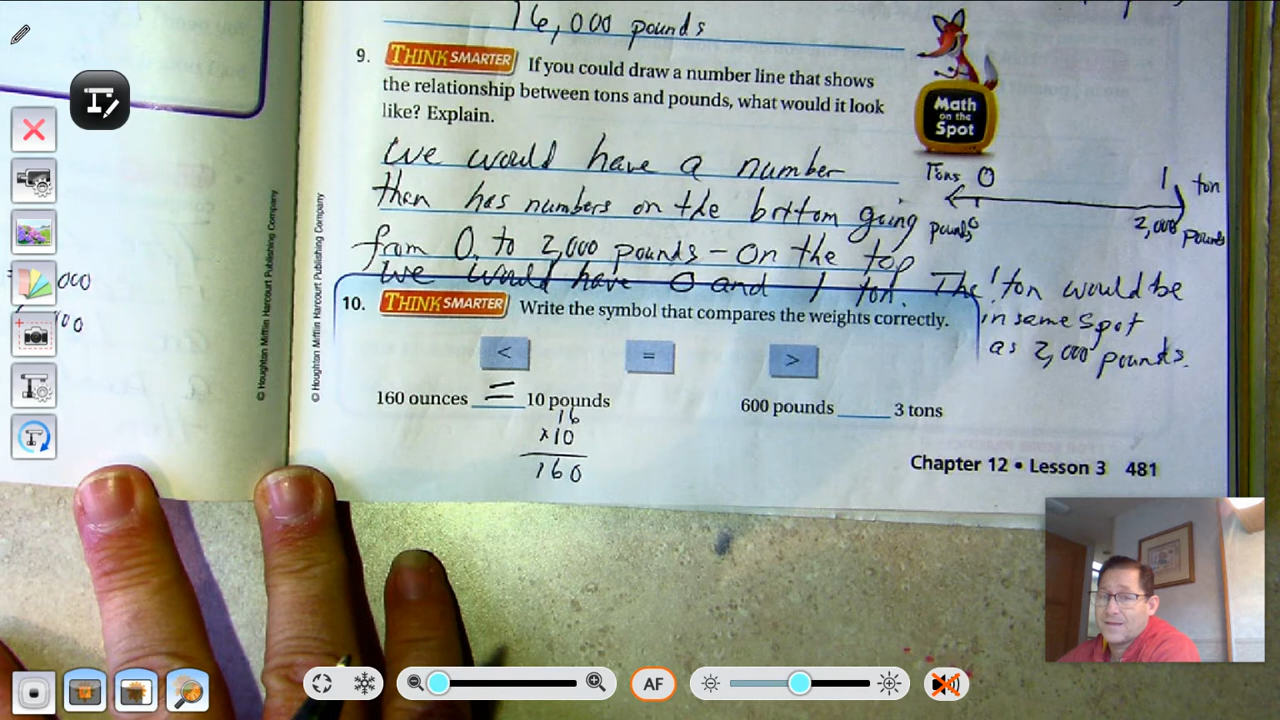 16,000 pounds
9. THINK SMARTER If you could draw a number line that shows
the relationship between tons and pounds, what would it look
like? Explain.
Math
on the
Spot
we would have a number
then has numbers on the bottom going
from 0 to 2,000 pounds - On the top
we would have 0 and 1 ton. The 1 ton would be
in same spot
as 2,000 pounds.
Tons 0 1 ton
pounds 0 2,000 pounds
10. THINK SMARTER Write the symbol that compares the weights correctly.
< = >
160 ounces = 10 pounds
600 pounds ____ 3 tons
16
x10
160
Chapter 12 • Lesson 3 481
© Houghton Mifflin Harcourt Publishing Company
© Houghton Mifflin Harcourt Publishing Company
000
AF